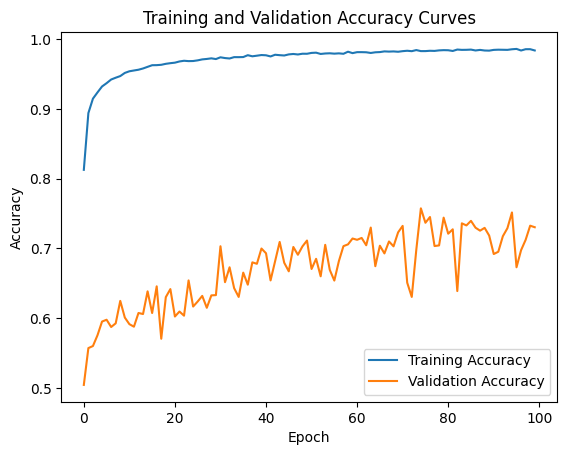 Training and Validation Accuracy Curves
1.0
0.9
0.8
0.7
0.6
0.5
Accuracy
0
20
40
60
80
100
Epoch
Training Accuracy
Validation Accuracy